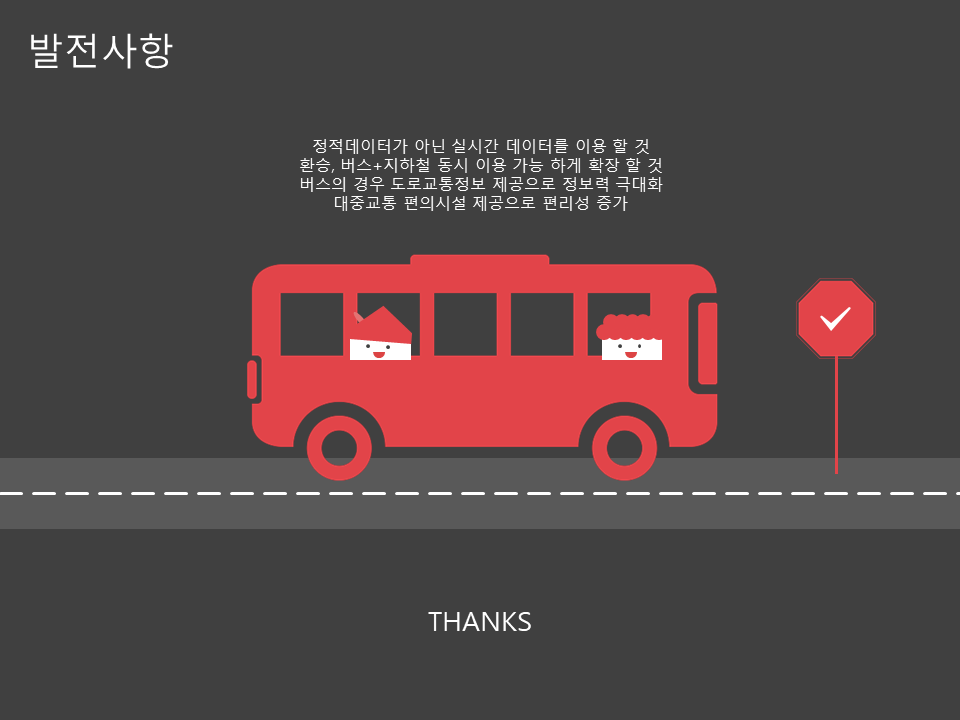 발전사항
정적데이터가 아닌 실시간 데이터를 이용 할 것
환승, 버스+지하철 동시 이용 가능 하게 확장 할 것
버스의 경우 도로교통정보 제공으로 정보력 극대화
대중교통 편의시설 제공으로 편리성 증가
THANKS